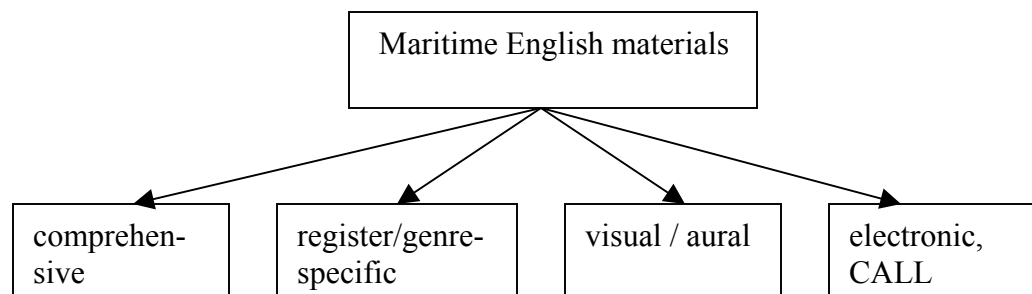 Maritime English materials
comprehen-
sive
register/genre-
specific
visual / aural
electronic,
CALL